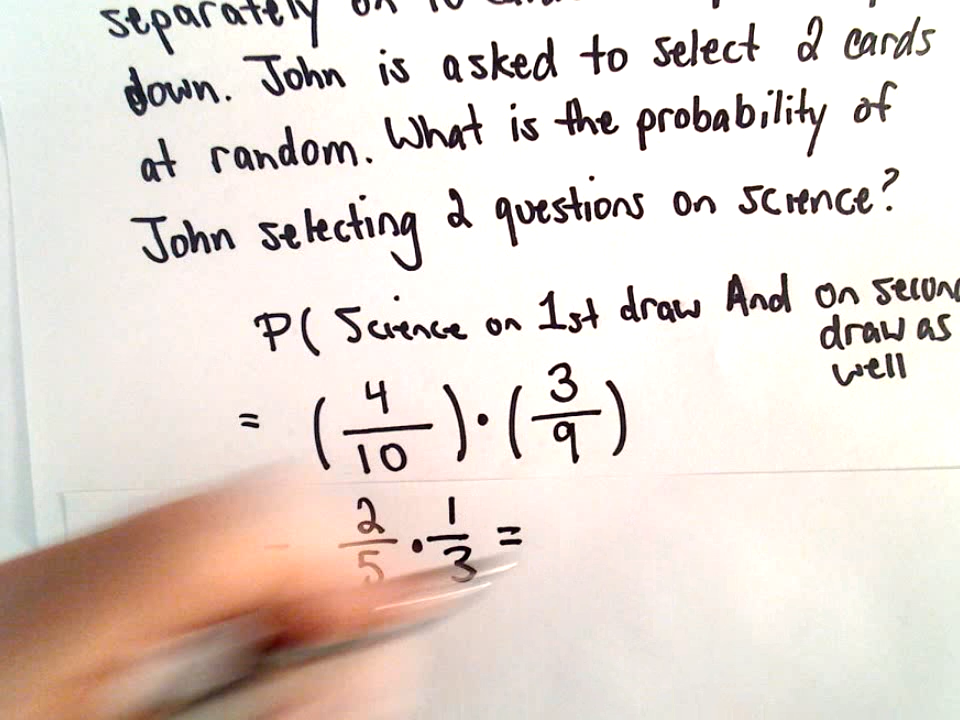 separately on 10
down. John is asked to select 2 cards
at random. What is the probability of
John selecting 2 questions on science?
P( Science on 1st draw And on
draw as
well
= (4/10) · (3/9)
2/5 · 1/3 =